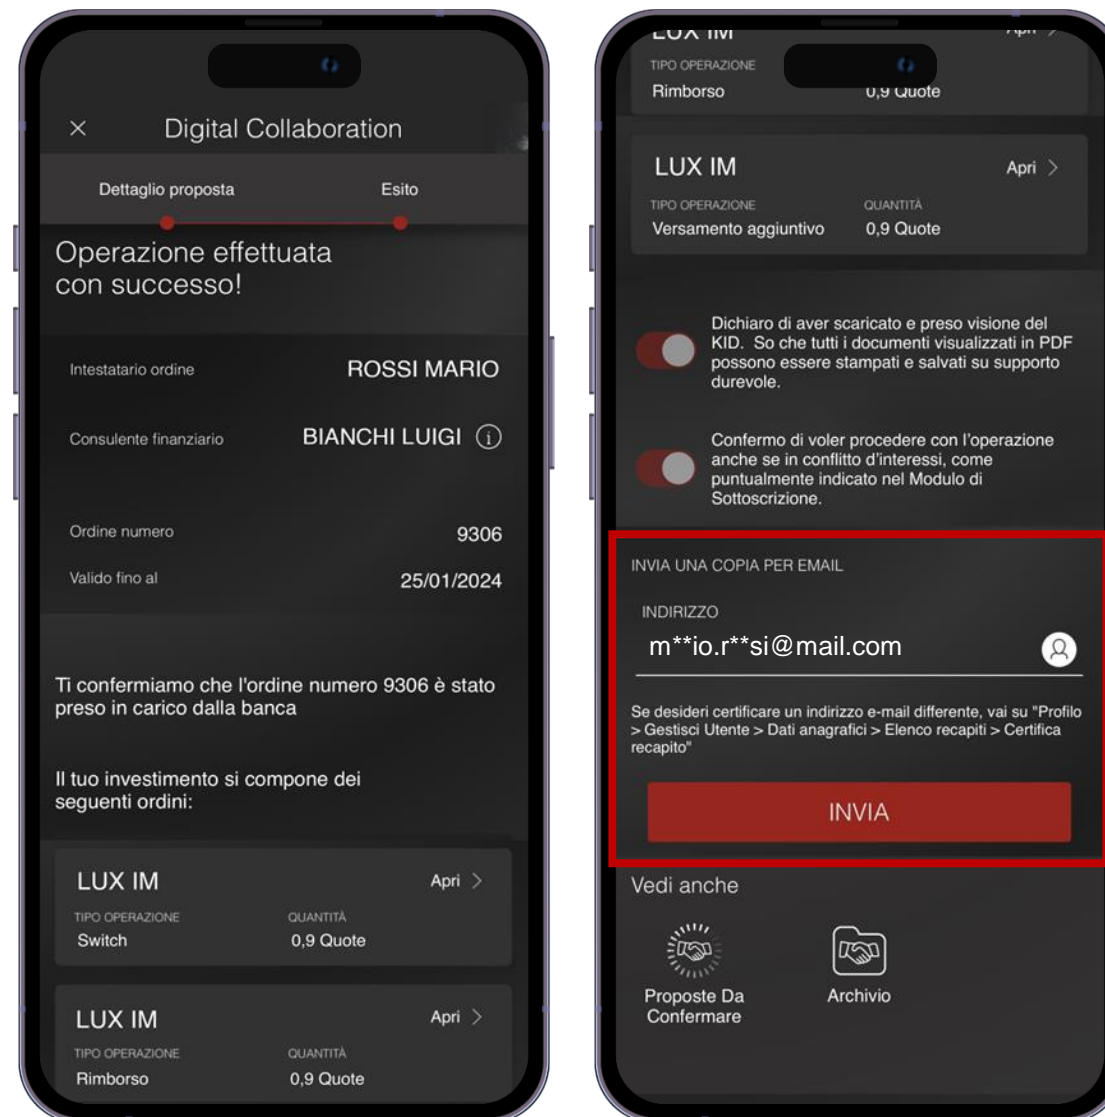 Digital Collaboration
Dettaglio proposta
Esito
Operazione effettuata
con successo!
Intestatario ordine
ROSSI MARIO
Consulente finanziario
BIANCHI LUIGI
Ordine numero
9306
Valido fino al
25/01/2024
Ti confermiamo che l'ordine numero 9306 è stato
preso in carico dalla banca
Il tuo investimento si compone dei
seguenti ordini:
LUX IM
Apri >
TIPO OPERAZIONE
QUANTITÀ
Switch
0,9 Quote
LUX IM
Apri >
TIPO OPERAZIONE
QUANTITÀ
Rimborso
0,9 Quote
LUX IM
Apri >
TIPO OPERAZIONE
Rimborso
0,9 Quote
LUX IM
Apri >
TIPO OPERAZIONE
QUANTITÀ
Versamento aggiuntivo
0,9 Quote
Dichiaro di aver scaricato e preso visione del
KID. So che tutti i documenti visualizzati in PDF
possono essere stampati e salvati su supporto
durevole.
Confermo di voler procedere con l'operazione
anche se in conflitto d'interessi, come
puntualmente indicato nel Modulo di
Sottoscrizione.
INVIA UNA COPIA PER EMAIL
INDIRIZZO
m**io.r**si@mail.com
Se desideri certificare un indirizzo e-mail differente, vai su "Profilo
> Gestisci Utente > Dati anagrafici > Elenco recapiti > Certifica
recapito"
INVIA
Vedi anche
Proposte Da
Confermare
Archivio